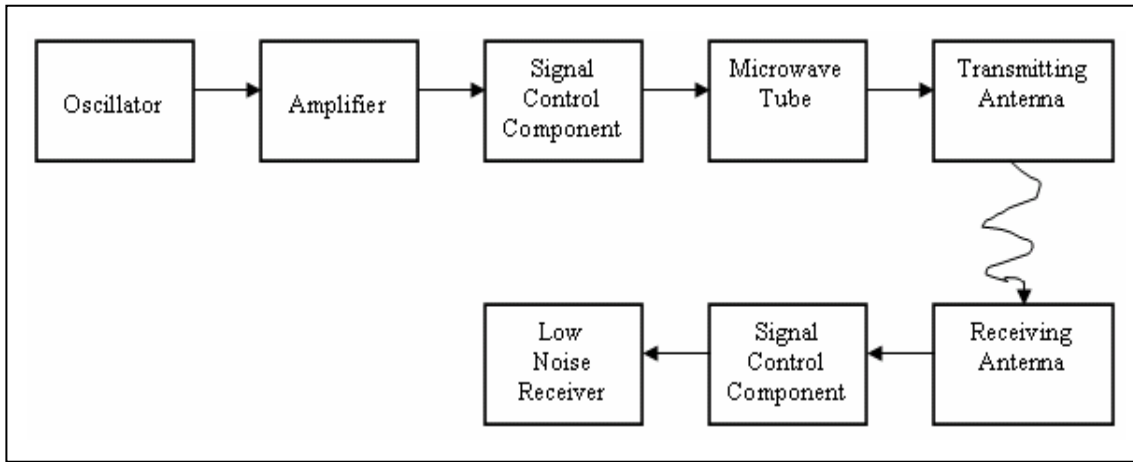 Oscillator
Amplifier
Signal
Control
Component
Microwave
Tube
Transmitting
Antenna
Receiving
Antenna
Signal
Control
Component
Low
Noise
Receiver